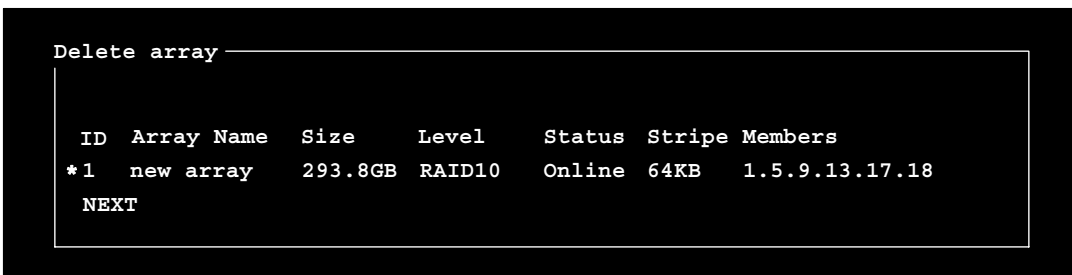 Delete array
ID Array Name Size Level Status Stripe Members
*1 new array 293.8GB RAID10 Online 64KB 1.5.9.13.17.18
NEXT